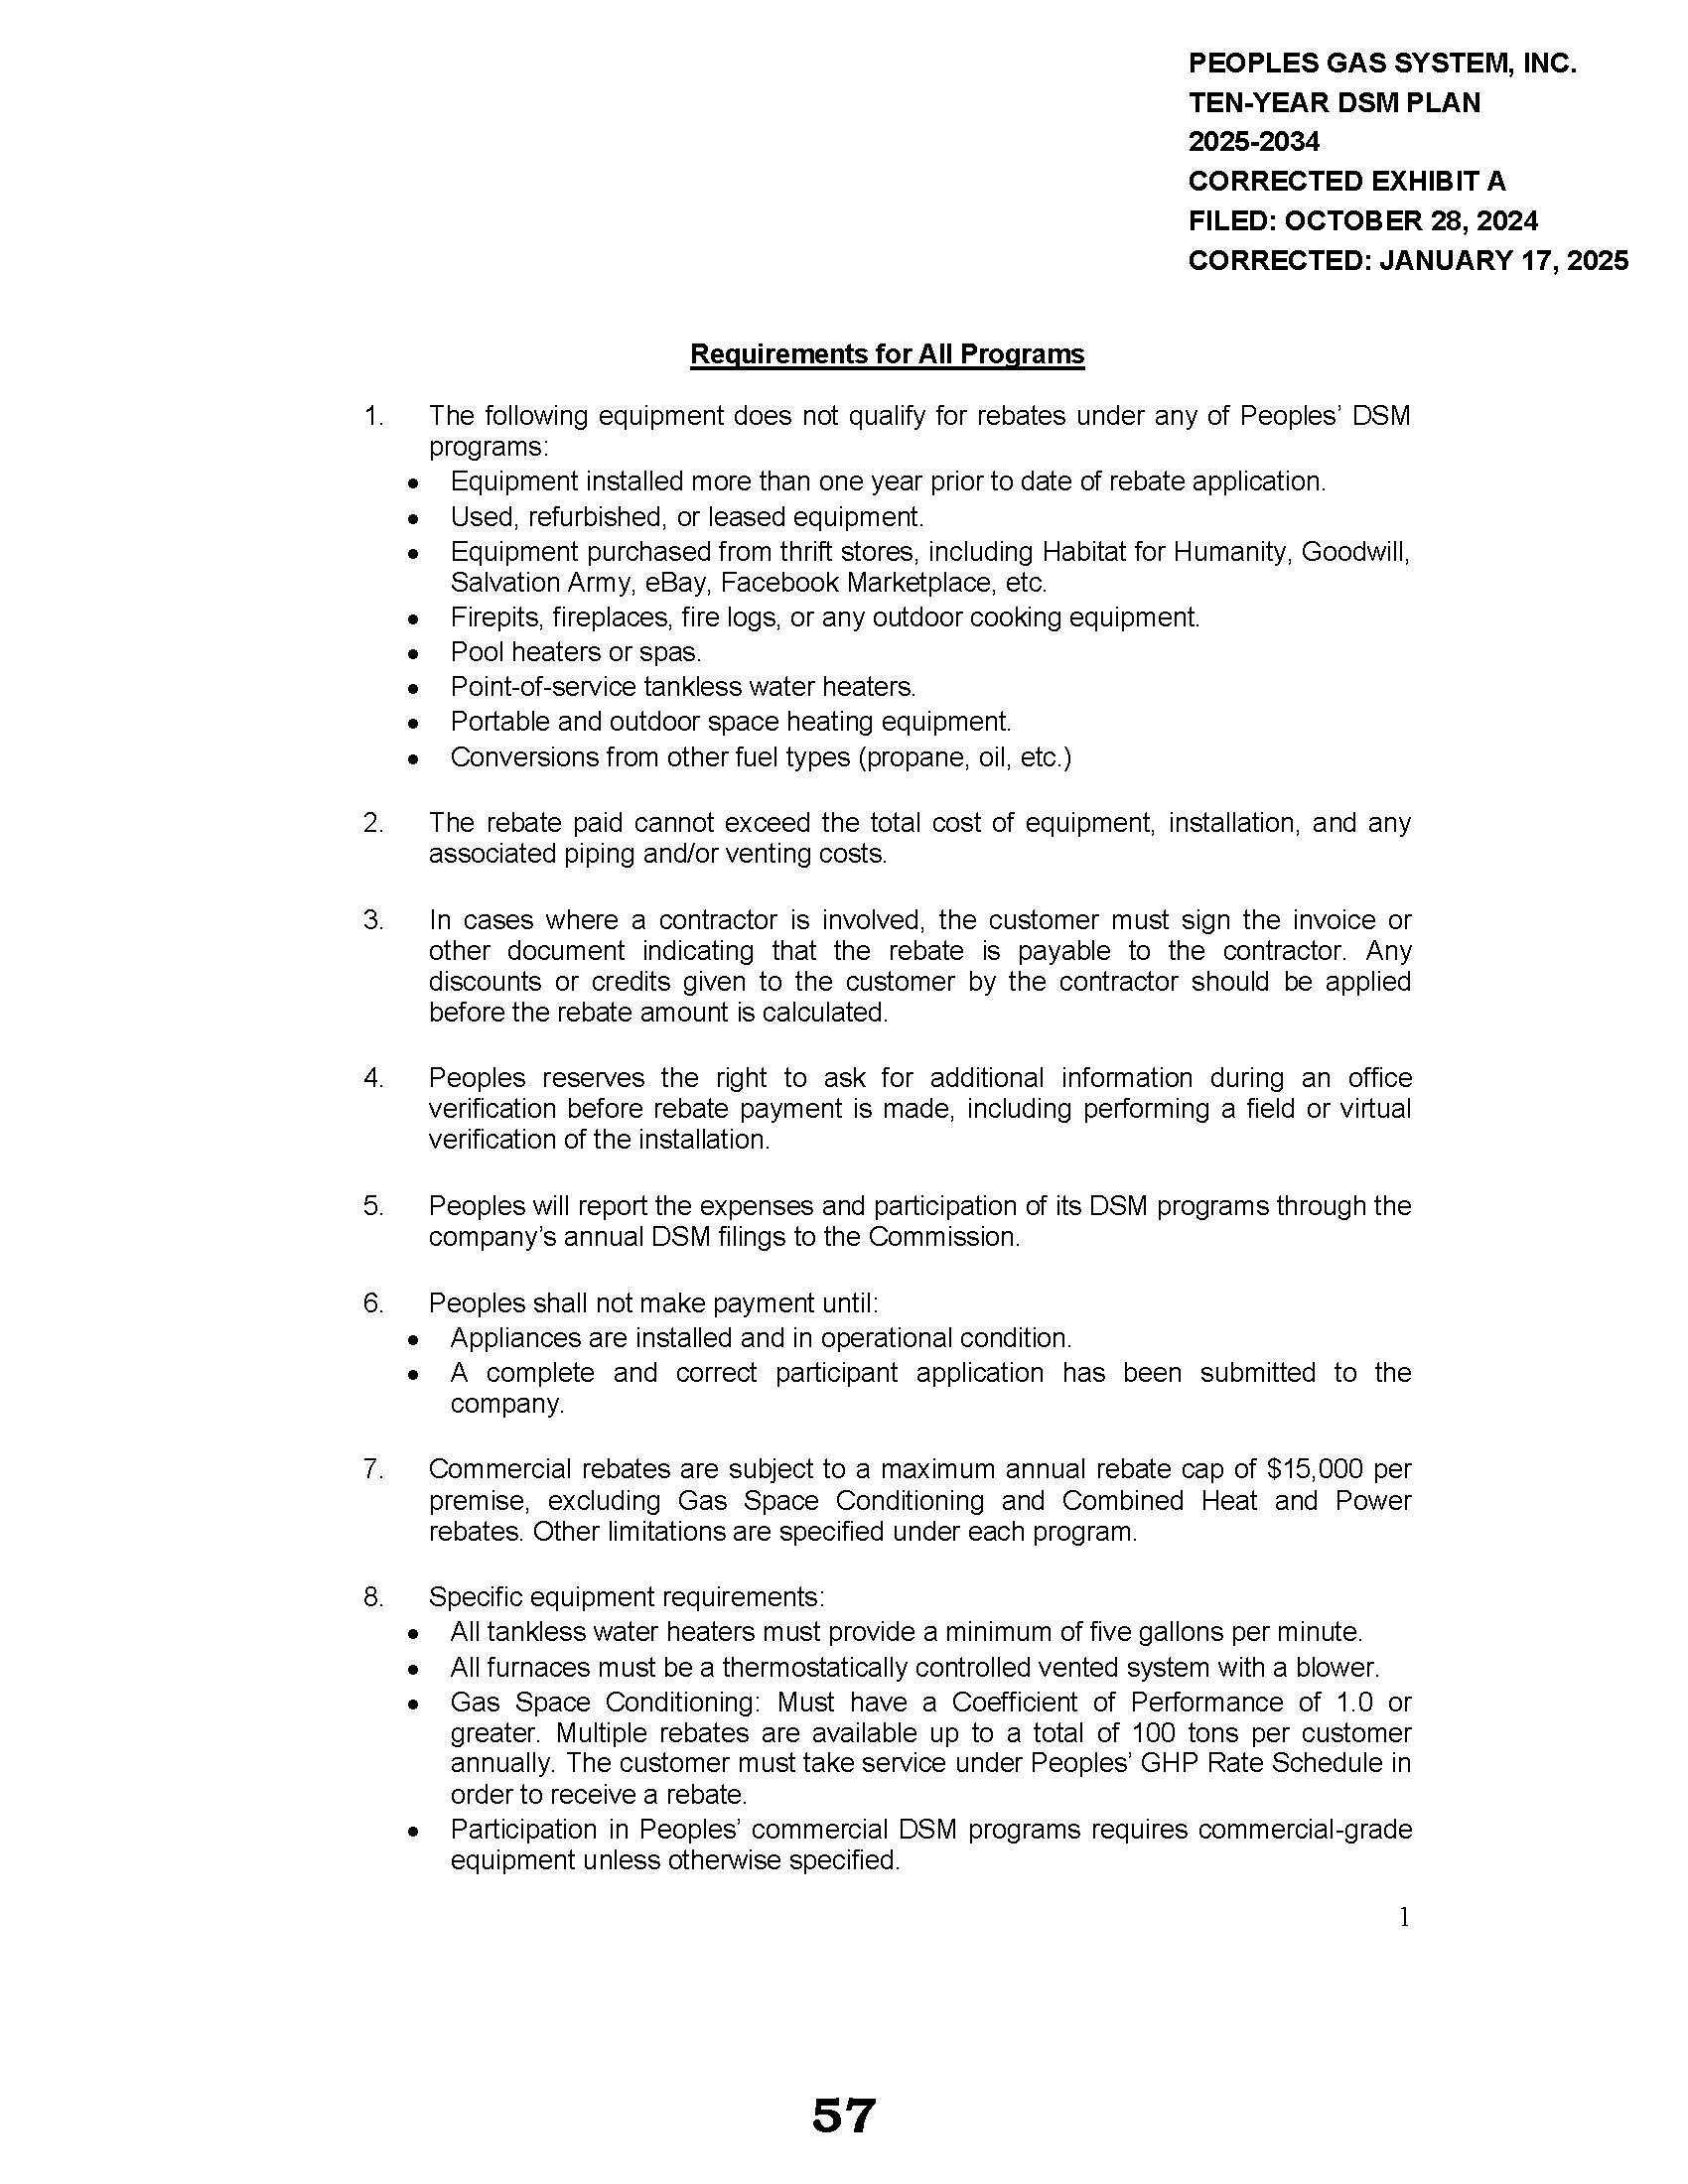 PEOPLES GAS SYSTEM, INC.
TEN-YEAR DSM PLAN
2025-2034
CORRECTED EXHIBIT A
FILED: OCTOBER 28, 2024
CORRECTED: JANUARY 17, 2025
Requirements for All Programs
1. The following equipment does not qualify for rebates under any of Peoples’ DSM
programs:
• Equipment installed more than one year prior to date of rebate application.
• Used, refurbished, or leased equipment.
• Equipment purchased from thrift stores, including Habitat for Humanity, Goodwill,
Salvation Army, eBay, Facebook Marketplace, etc.
• Firepits, fireplaces, fire logs, or any outdoor cooking equipment.
• Pool heaters or spas.
• Point-of-service tankless water heaters.
• Portable and outdoor space heating equipment.
• Conversions from other fuel types (propane, oil, etc.)
2. The rebate paid cannot exceed the total cost of equipment, installation, and any
associated piping and/or venting costs.
3. In cases where a contractor is involved, the customer must sign the invoice or
other document indicating that the rebate is payable to the contractor. Any
discounts or credits given to the customer by the contractor should be applied
before the rebate amount is calculated.
4. Peoples reserves the right to ask for additional information during an office
verification before rebate payment is made, including performing a field or virtual
verification of the installation.
5. Peoples will report the expenses and participation of its DSM programs through the
company’s annual DSM filings to the Commission.
6. Peoples shall not make payment until:
• Appliances are installed and in operational condition.
• A complete and correct participant application has been submitted to the
company.
7. Commercial rebates are subject to a maximum annual rebate cap of $15,000 per
premise, excluding Gas Space Conditioning and Combined Heat and Power
rebates. Other limitations are specified under each program.
8. Specific equipment requirements:
• All tankless water heaters must provide a minimum of five gallons per minute.
• All furnaces must be a thermostatically controlled vented system with a blower.
• Gas Space Conditioning: Must have a Coefficient of Performance of 1.0 or
greater. Multiple rebates are available up to a total of 100 tons per customer
annually. The customer must take service under Peoples’ GHP Rate Schedule in
order to receive a rebate.
• Participation in Peoples’ commercial DSM programs requires commercial-grade
equipment unless otherwise specified.
1
57